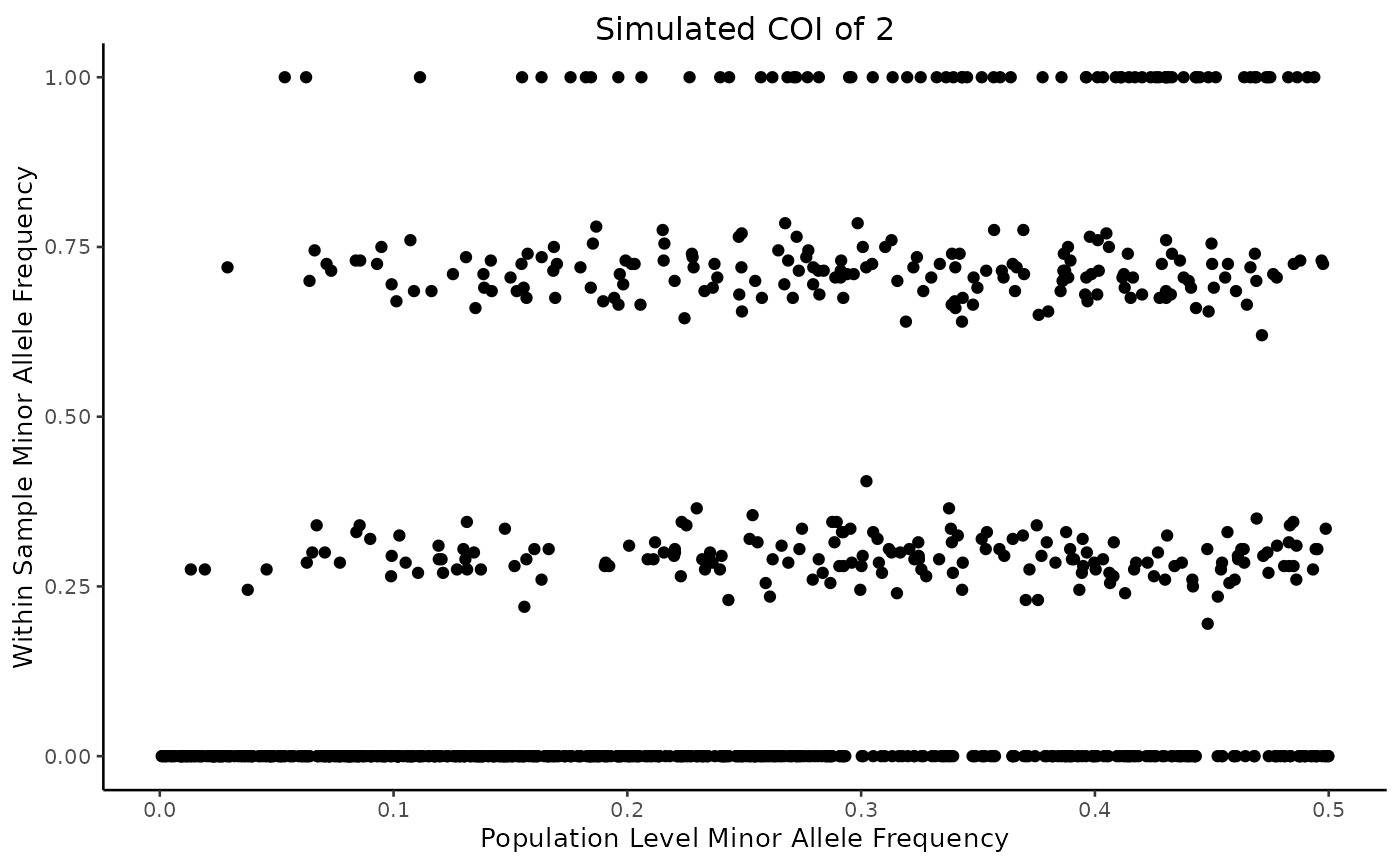 Simulated COI of 2
Within Sample Minor Allele Frequency
1.00
0.75
0.50
0.25
0.00
0.0 0.1 0.2 0.3 0.4 0.5
Population Level Minor Allele Frequency